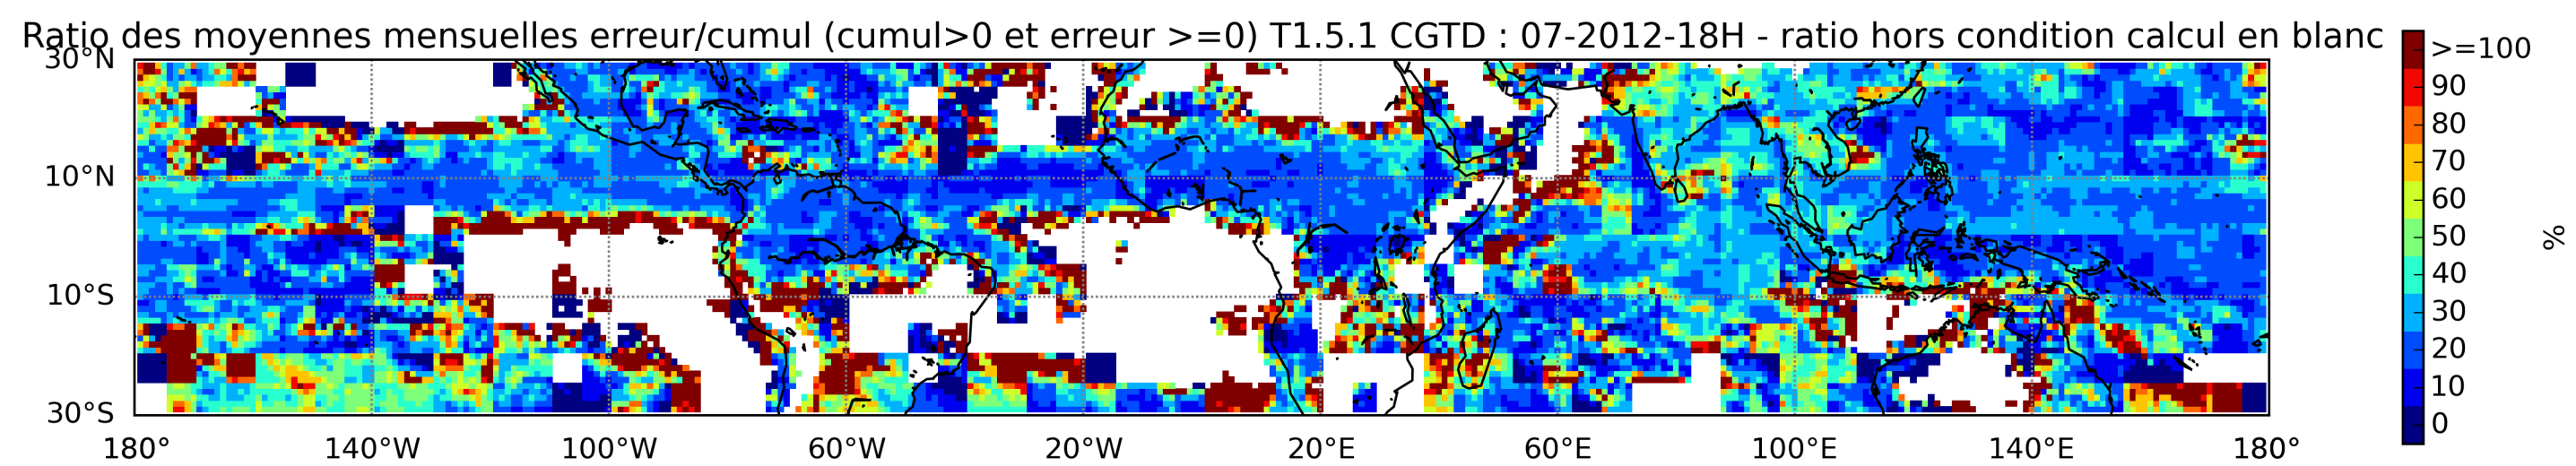 Ratio des moyennes mensuelles erreur/cumul (cumul>0 et erreur >=0) T1.5.1 CGTD : 07-2012-18H - ratio hors condition calcul en blanc
30°N
10°N
10°S
30°S
180°
140°W
100°W
60°W
20°W
20°E
60°E
100°E
140°E
180°
>=100
90
80
70
60
50
40
30
20
10
0
%